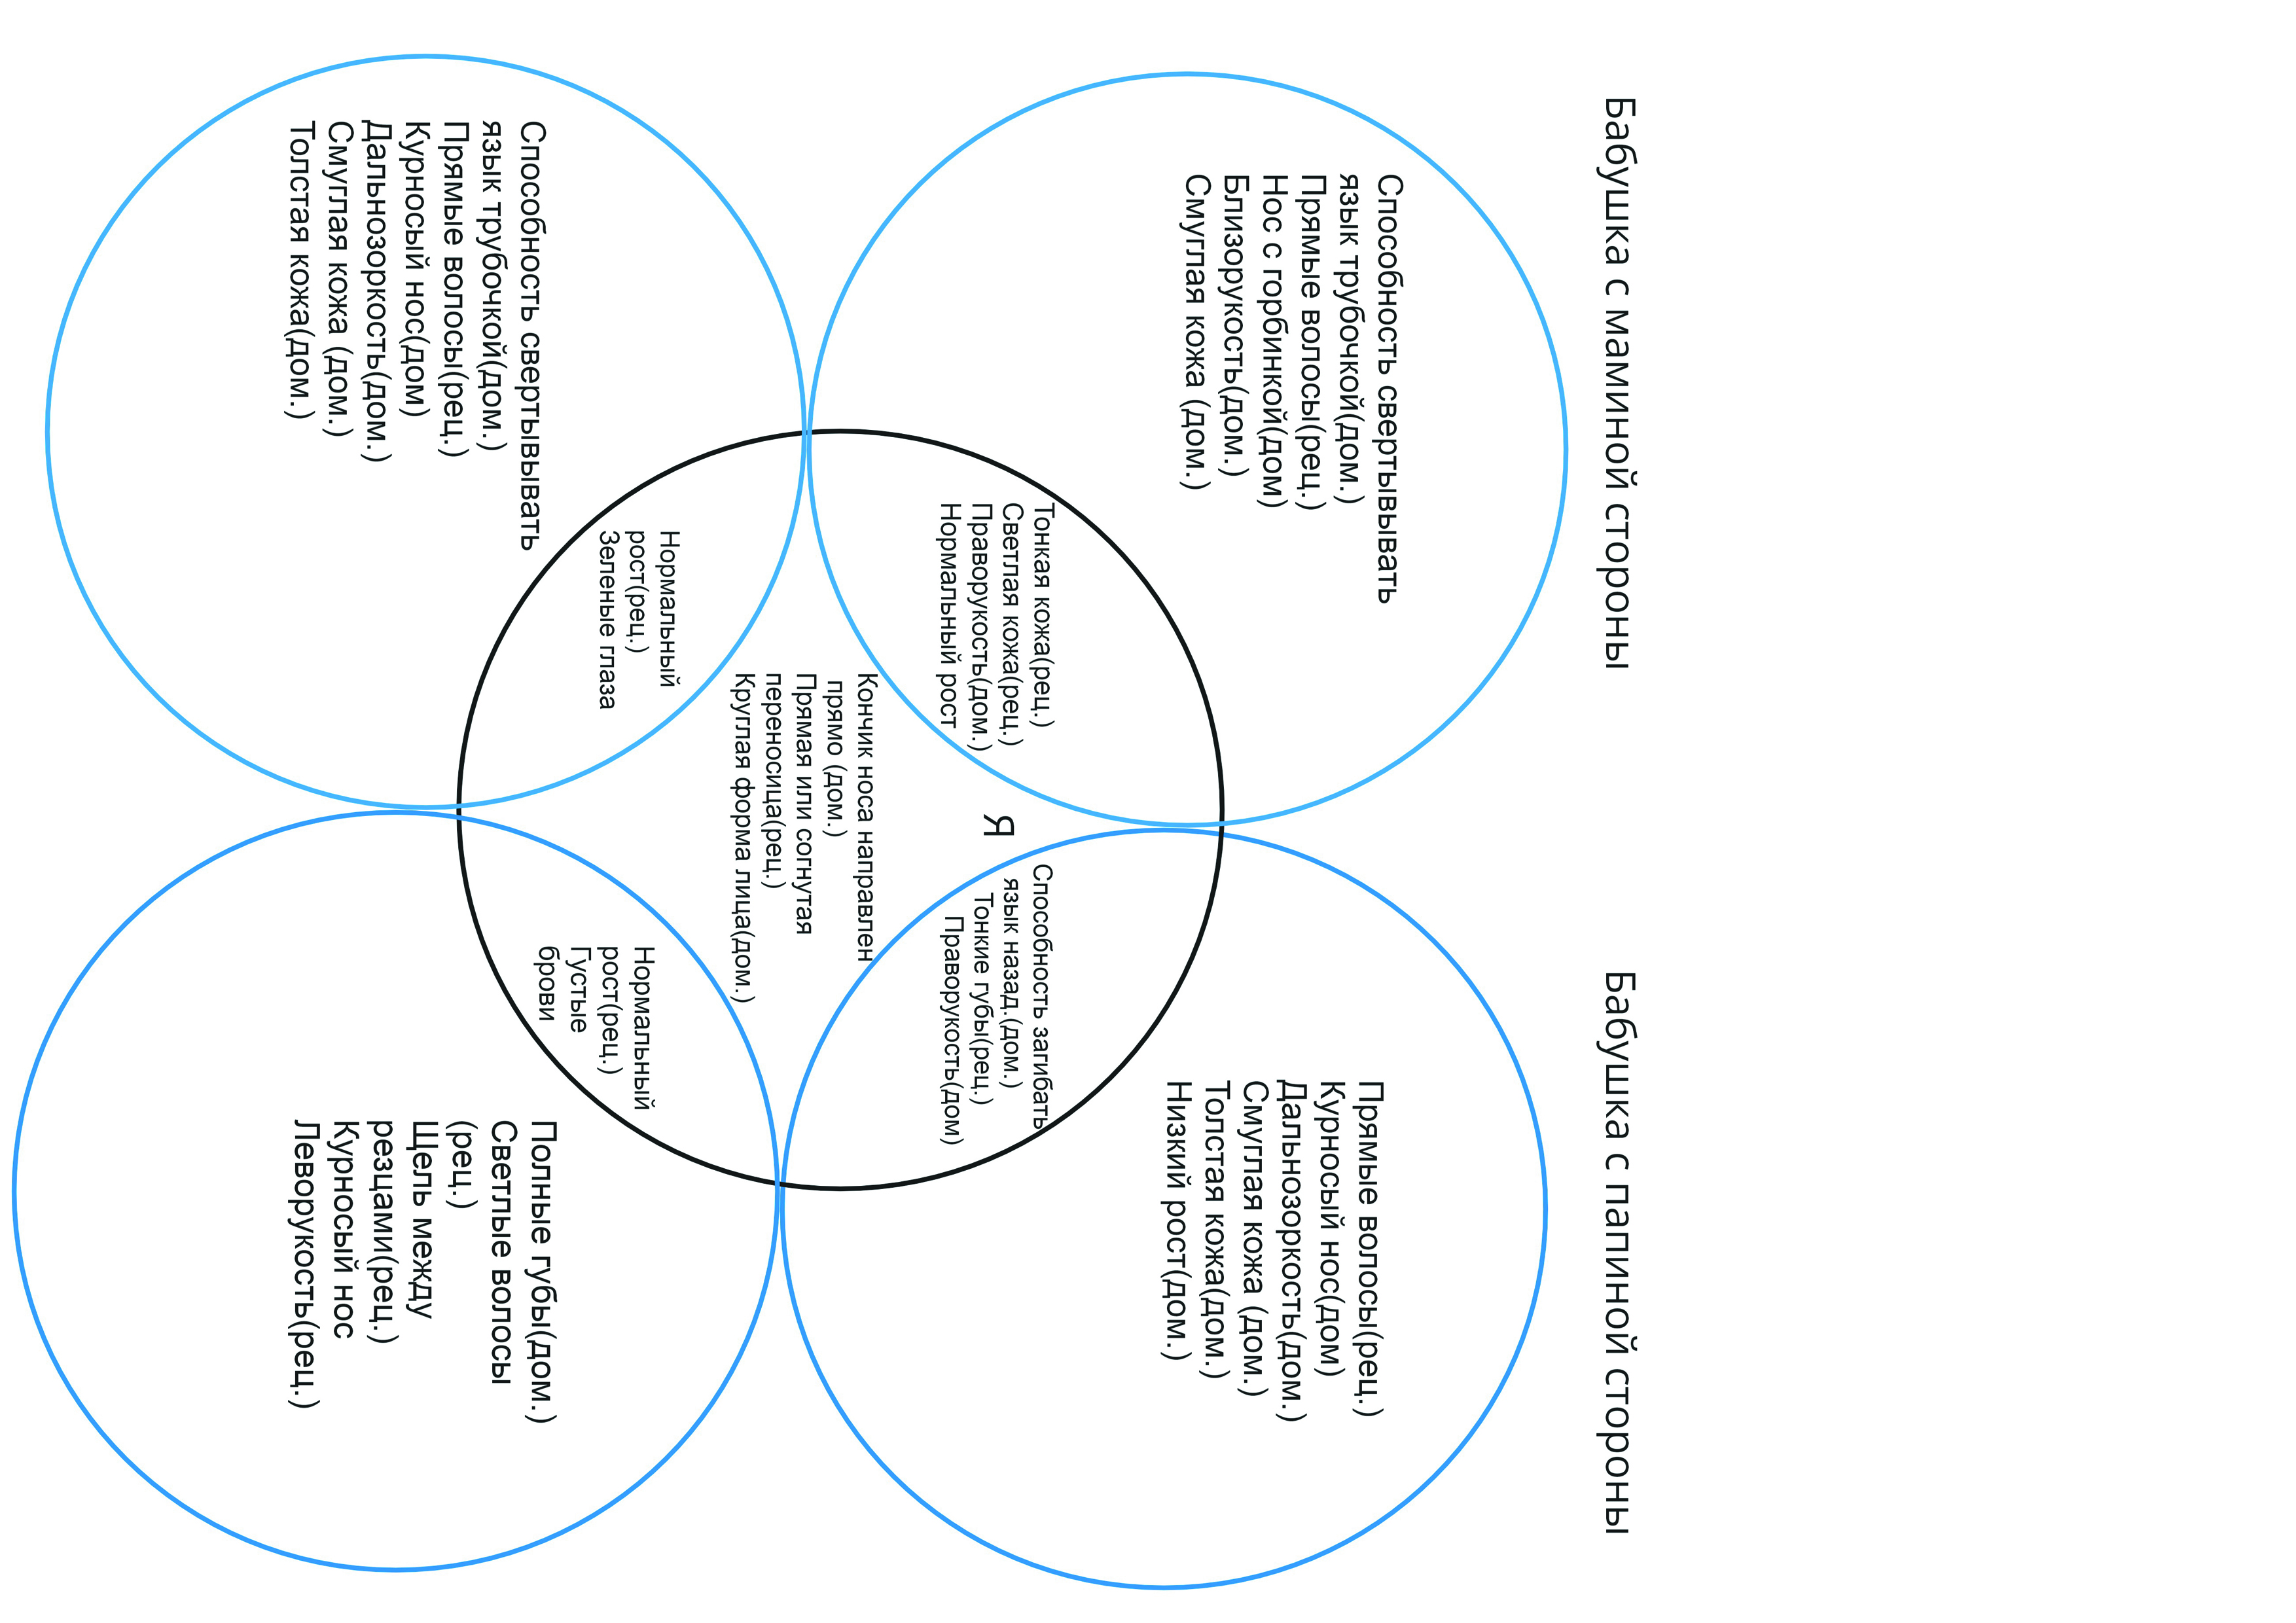 Бабушка с маминой стороны
Бабушка с папиной стороны
Способность свертывывать
язык трубочкой(дом.)
Прямые волосы(рец.)
Нос с горбинкой(дом)
Близорукость(дом.)
Смуглая кожа (дом.)
Прямые волосы(рец.)
Курносый нос(дом)
Дальнозоркость(дом.)
Смуглая кожа (дом.)
Толстая кожа(дом.)
Низкий рост(дом.)
Тонкая кожа(рец.)
Светлая кожа(рец.)
Праворукость(дом.)
Нормальный рост
Я
Способность загибать
язык назад.(дом.)
Тонкие губы(рец.)
Праворукость(дом)
Кончик носа направлен
прямо (дом.)
Прямая или согнутая
переносица(рец.)
Круглая форма лица(дом.)
Нормальный
рост(рец.)
Зеленые глаза
Нормальный
рост(рец.)
Густые
брови
Способность свертывывать
язык трубочкой(дом.)
Прямые волосы(рец.)
Курносый нос(дом)
Дальнозоркость(дом.)
Смуглая кожа (дом.)
Толстая кожа(дом.)
Полные губы(дом.)
Светлые волосы
(рец.)
Щель между
резцами(рец.)
Курносый нос
Леворукость(рец.)